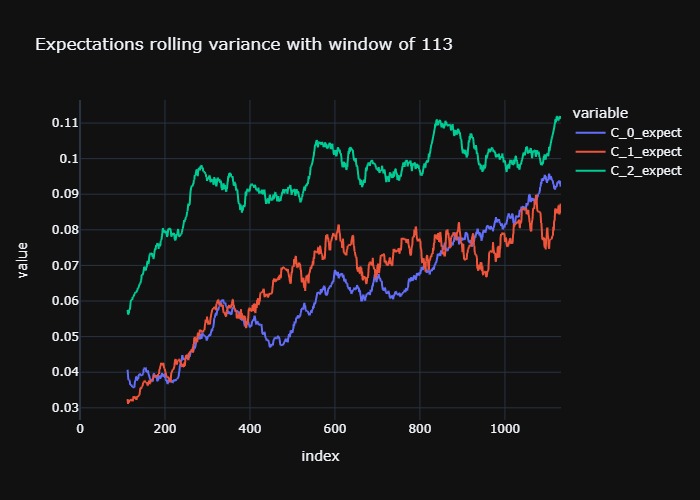 Expectations rolling variance with window of 113
variable
C_0_expect
C_1_expect
C_2_expect
value
0.11
0.1
0.09
0.08
0.07
0.06
0.05
0.04
0.03
0
200
400
600
800
1000
index